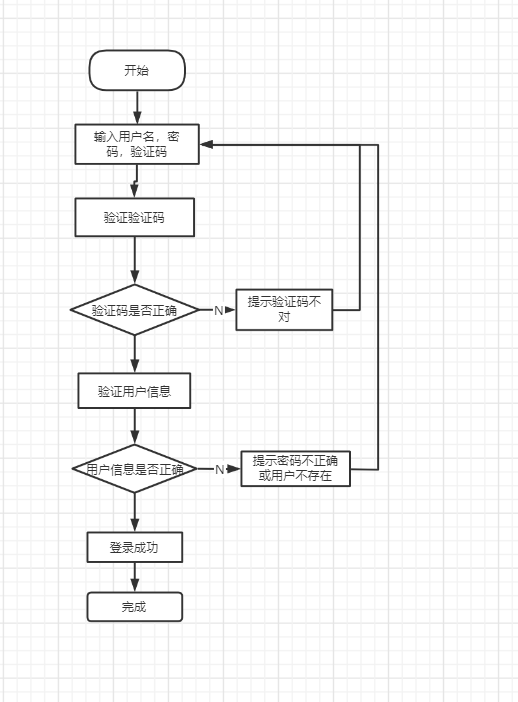 开始
输入用户名，密
码，验证码
验证验证码
验证码是否正确
N
提示验证码不
对
验证用户信息
用户信息是否正确
N
提示密码不正确
或用户不存在
登录成功
完成